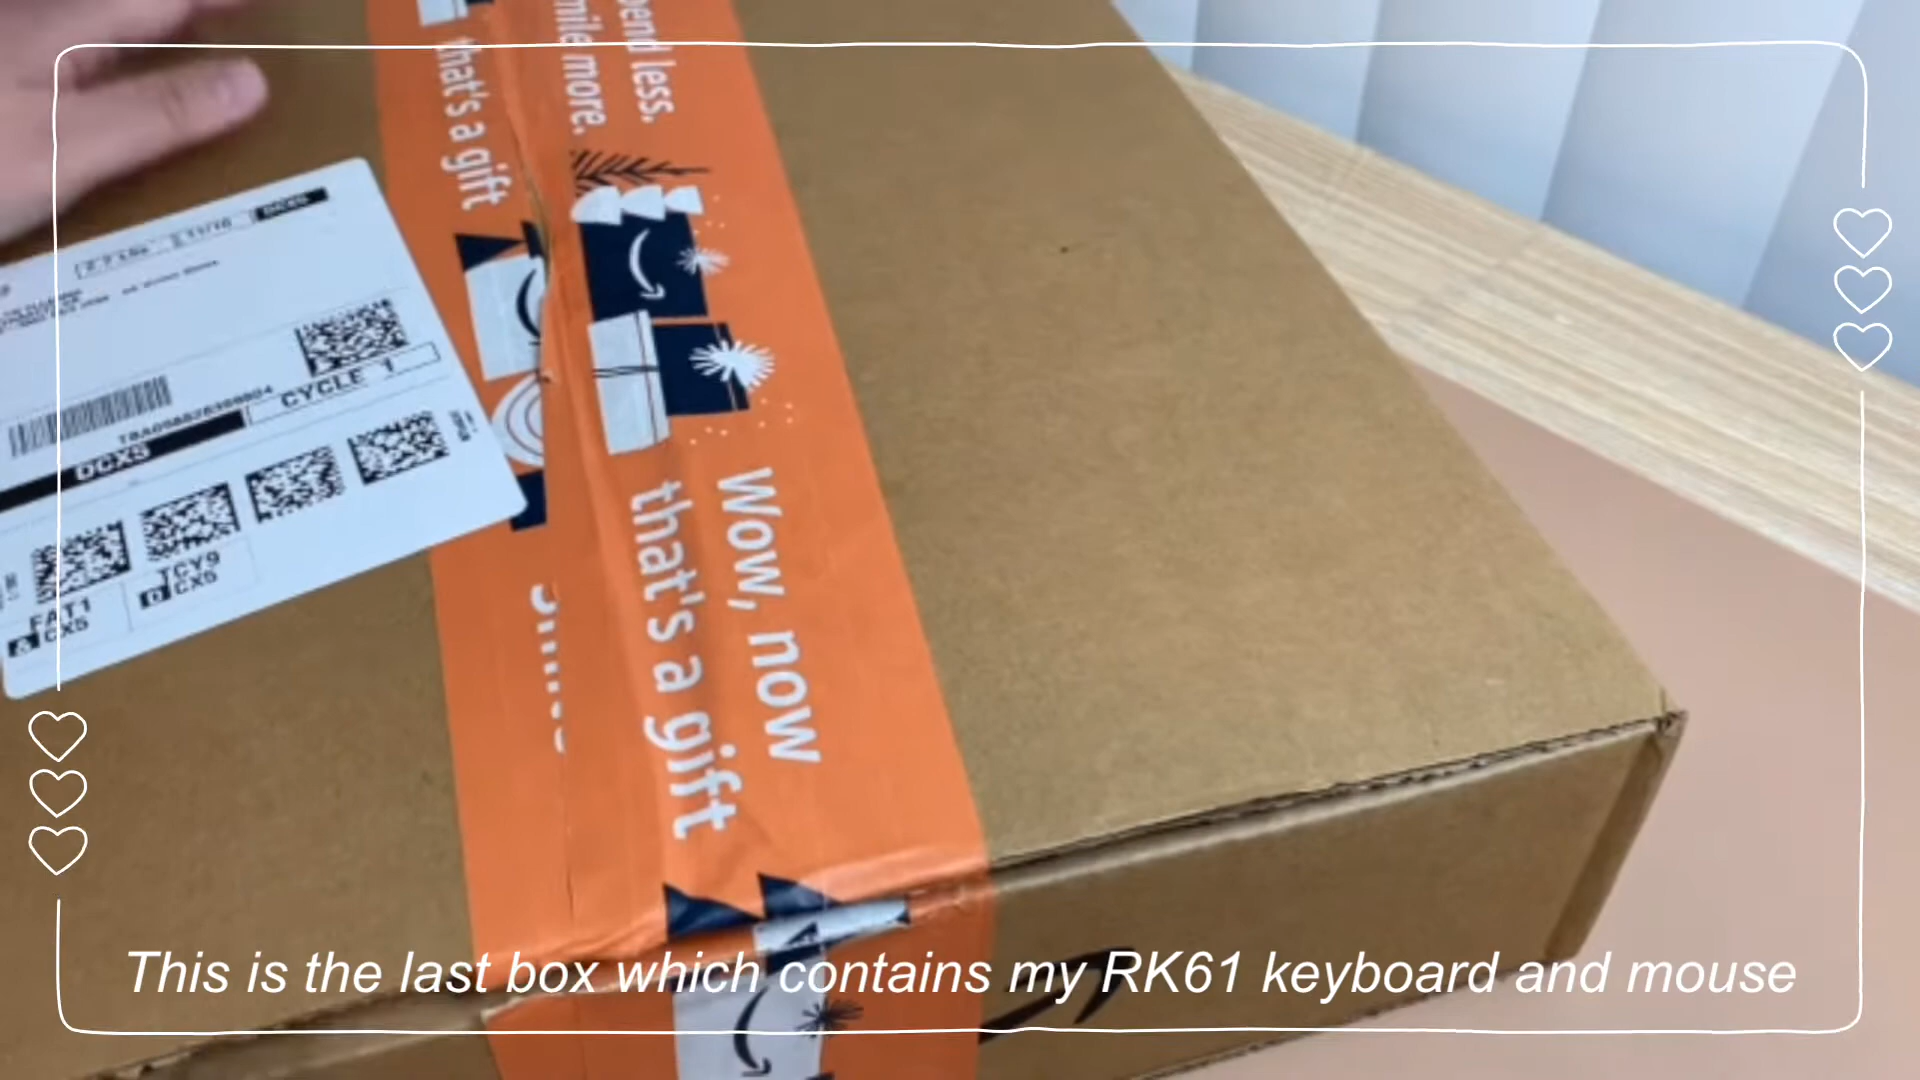 that's a gift
mile more.
pend less,
CYCLE 1
DCX5
TCY9
D CX5
FAT1
A CX5
Wow, now
that's a gift
This is the last box which contains my RK61 keyboard and mouse